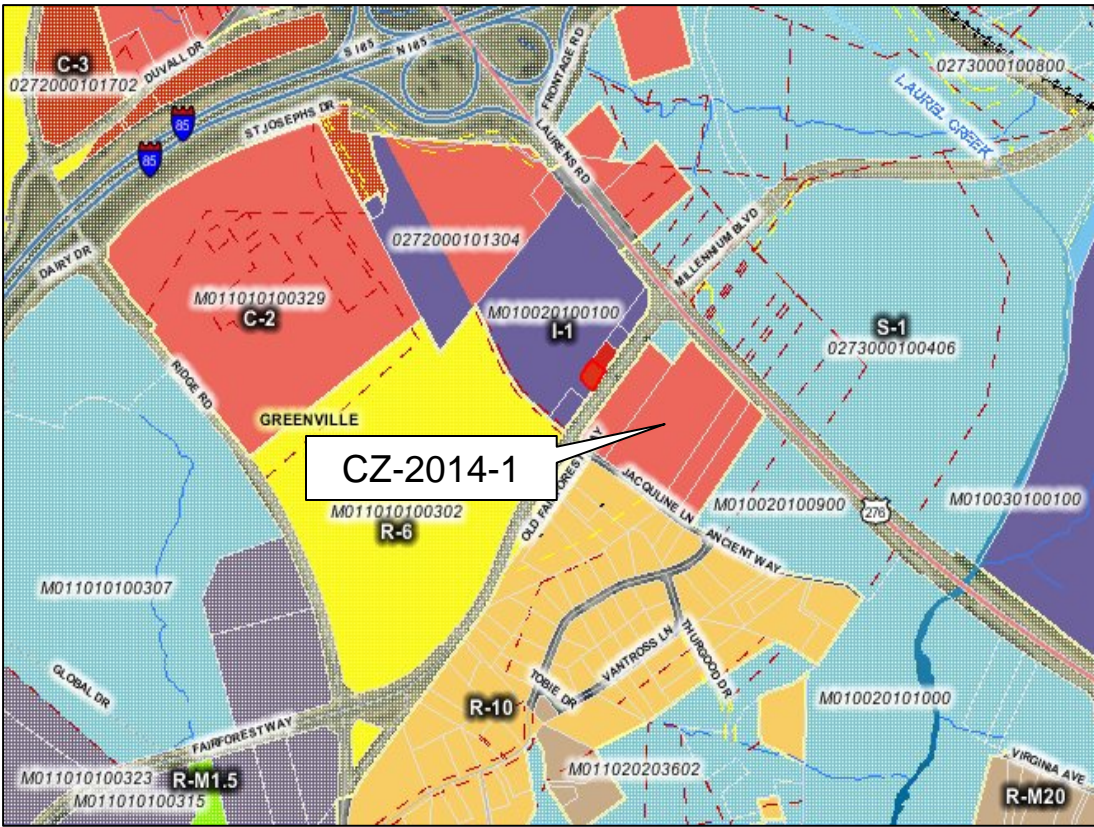 C-3
0272000101702
DUVALL DR
S I85
N I85
85
85
ST JOSEPHS DR
FRONTAGE RD
0273000100800
LAUREL CREEK
LAURENS RD
DAIRY DR
0272000101304
MILLENNIUM BLVD
M011010100329
C-2
M010020100100
I-1
S-1
0273000100406
RIDGE RD
GREENVILLE
CZ-2014-1
M011010100302
R-6
OLD FAIRFOREST WAY
JACQULINE LN
M010020100900
276
M010030100100
ANCIENT WAY
M011010100307
GLOBAL DR
THURGOOD DR
VANTROSS LN
TOBIE DR
R-10
M010020101000
FAIRFOREST WAY
M011020203602
VIRGINIA AVE
M011010100323
R-M1.5
M011010100315
R-M20